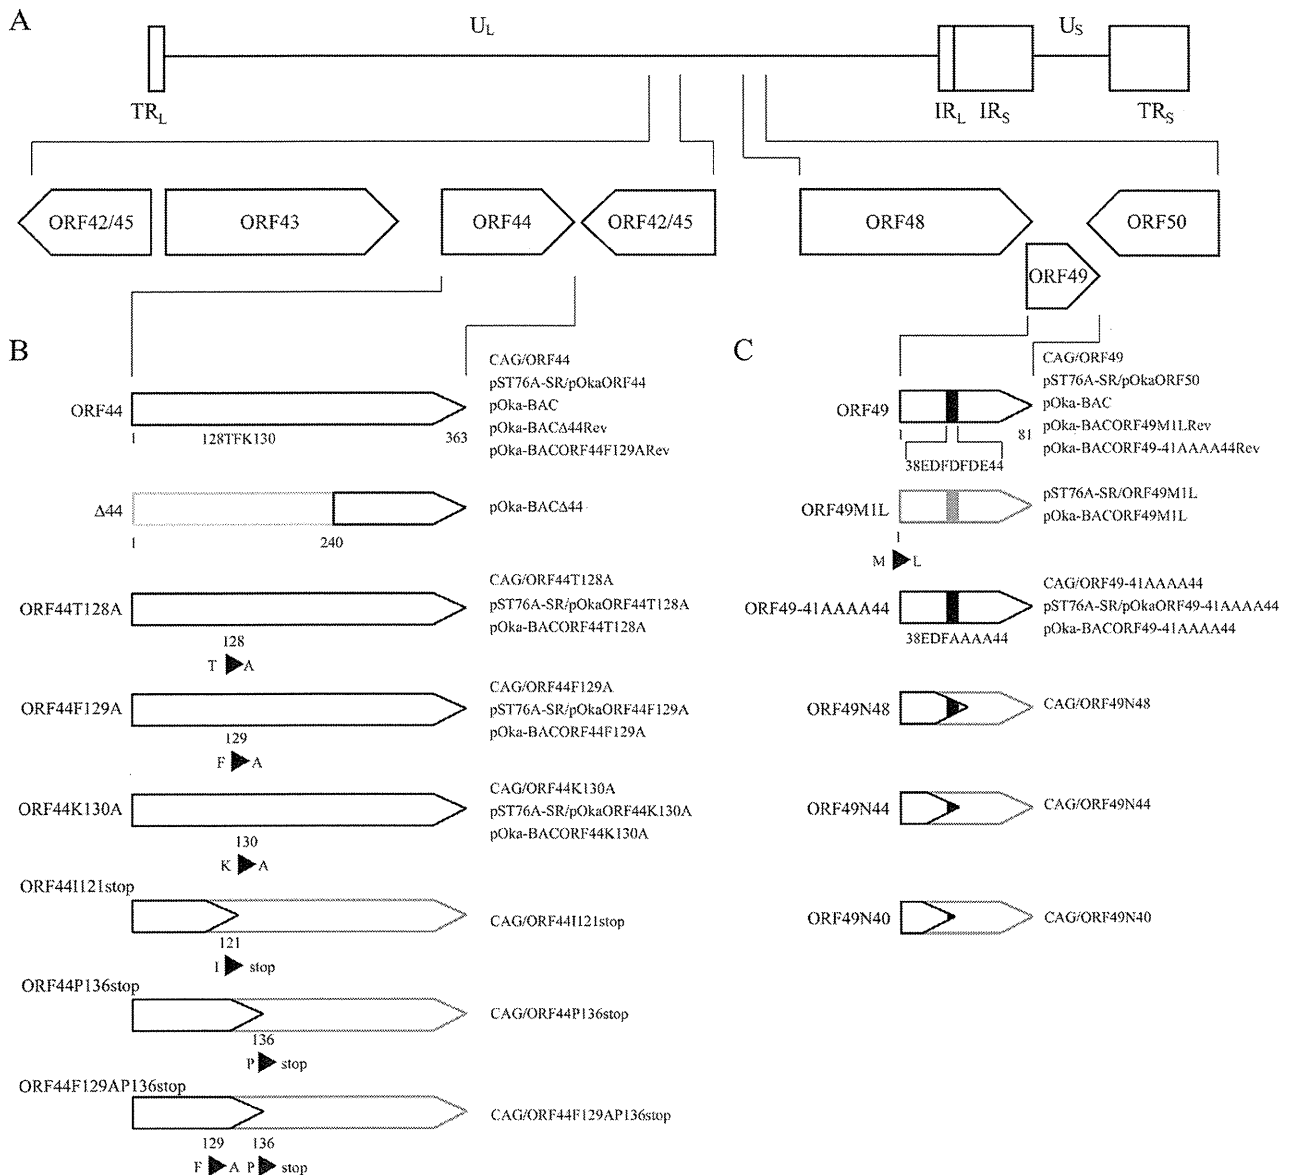 A
U_L
U_S
TR_L
IR_L IR_S
TR_S
ORF42/45
ORF43
ORF44
ORF42/45
ORF48
ORF50
ORF49
B
ORF44
1
128TFK130
363
CAG/ORF44
pST76A-SR/pOkaORF44
pOka-BAC
pOka-BACΔ44Rev
pOka-BACORF44F129ARev
Δ44
1
240
pOka-BACΔ44
ORF44T128A
128
T A
CAG/ORF44T128A
pST76A-SR/pOkaORF44T128A
pOka-BACORF44T128A
ORF44F129A
129
F A
CAG/ORF44F129A
pST76A-SR/pOkaORF44F129A
pOka-BACORF44F129A
ORF44K130A
130
K A
CAG/ORF44K130A
pST76A-SR/pOkaORF44K130A
pOka-BACORF44K130A
ORF44I121stop
121
I stop
CAG/ORF44I121stop
ORF44P136stop
136
P stop
CAG/ORF44P136stop
ORF44F129AP136stop
129 136
F A P stop
CAG/ORF44F129AP136stop
C
ORF49
1
81
38EDFDFDE44
CAG/ORF49
pST76A-SR/pOkaORF50
pOka-BAC
pOka-BACORF49M1LRev
pOka-BACORF49-41AAAA44Rev
ORF49M1L
1
M L
pST76A-SR/ORF49M1L
pOka-BACORF49M1L
ORF49-41AAAA44
38EDFAAAA44
CAG/ORF49-41AAAA44
pST76A-SR/pOkaORF49-41AAAA44
pOka-BACORF49-41AAAA44
ORF49N48
CAG/ORF49N48
ORF49N44
CAG/ORF49N44
ORF49N40
CAG/ORF49N40